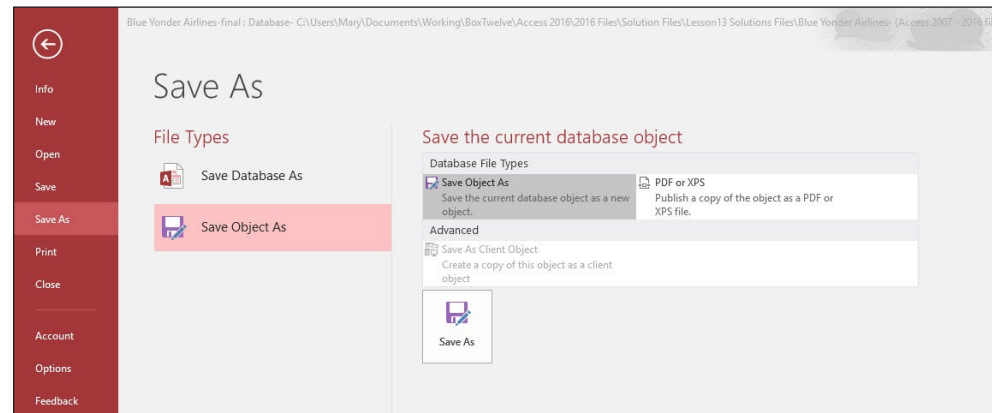 Blue Yonder Airlines-final : Database- C:\Users\Mary\Documents\Working\BoxTwelve\Access 2016\2016 Files\Solution Files\Lesson13 Solutions Files\Blue Yonder Airlines- (Access 2007 - 2016 fi
Info
New
Open
Save
Save As
Print
Close
Account
Options
Feedback
Save As
File Types
Save Database As
Save Object As
Save the current database object
Database File Types
Save Object As
Save the current database object as a new
object.
PDF or XPS
Publish a copy of the object as a PDF or
XPS file.
Advanced
Save As Client Object
Create a copy of this object as a client
object
Save As